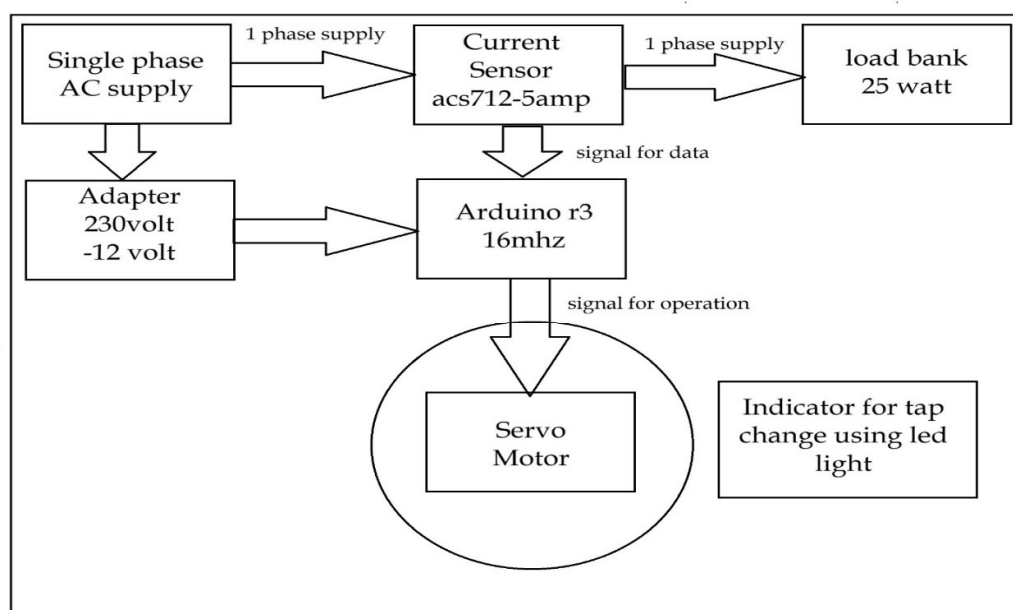 1 phase supply
Single phase
AC supply
Current
Sensor
acs712-5amp
1 phase supply
load bank
25 watt
signal for data
Adapter
230volt
-12 volt
Arduino r3
16mhz
signal for operation
Servo
Motor
Indicator for tap
change using led
light